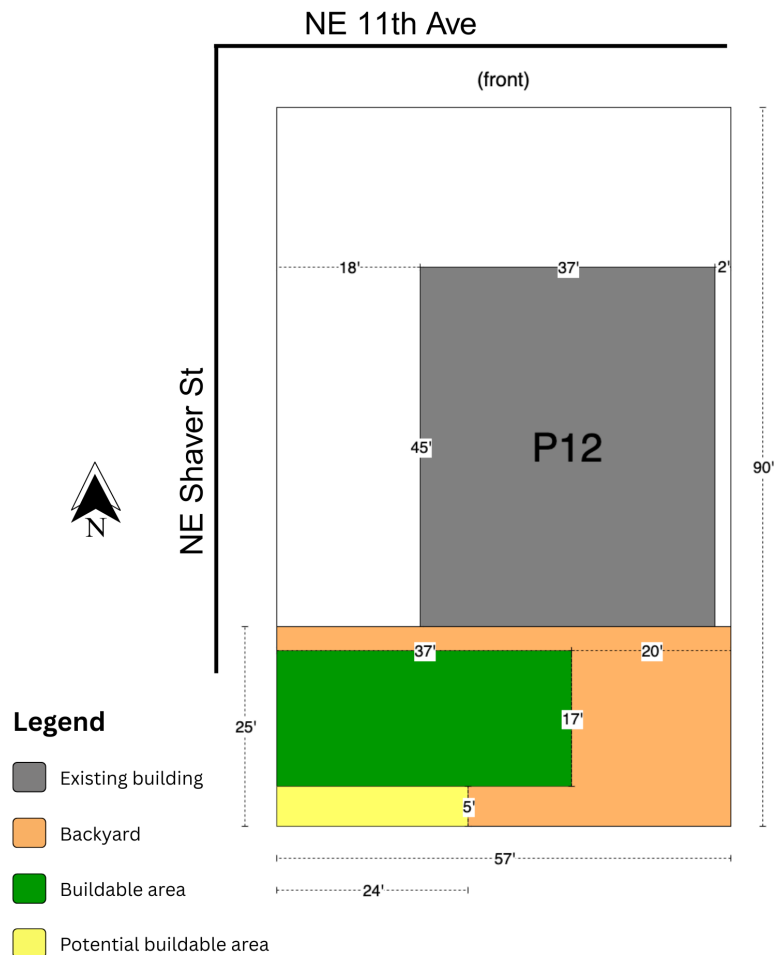 NE 11th Ave
(front)
18'
37'
2'
P12
45'
90'
NE Shaver St
N
37'
20'
17'
25'
5'
57'
24'
Legend
Existing building
Backyard
Buildable area
Potential buildable area